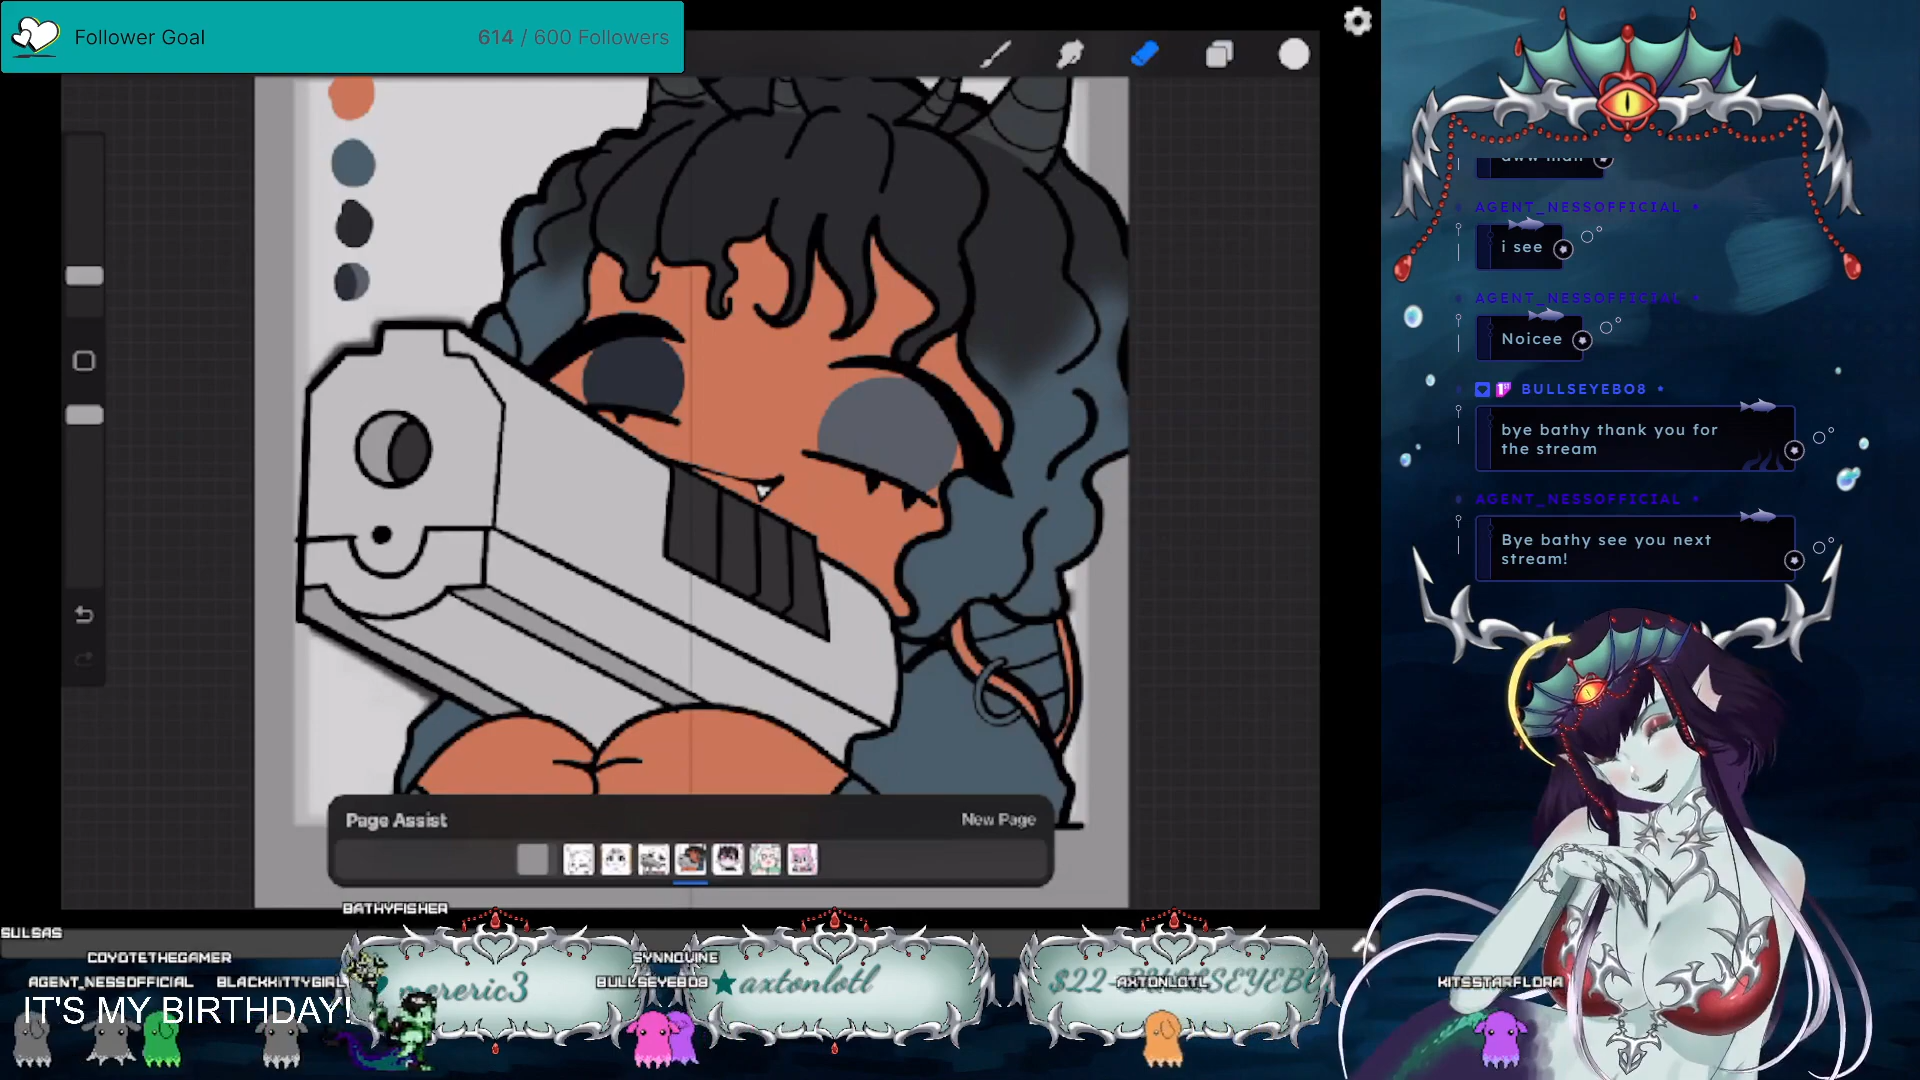 Follower Goal
614 / 600 Followers
AGENT_NESSOFFICIAL
i see
AGENT_NESSOFFICIAL
Noicee
BULLSEYEBO8
bye bathy thank you for
the stream
AGENT_NESSOFFICIAL
Bye bathy see you next
stream!
Page Assist
New Page
BATHYFISHER
SULSAS
COYOTETHEGAMER
SYNNOVINE
AGENT_NESSOFFICIAL
BLACKKITTYGIRL
BULLSEYEBO8
AXTONLOTL
KITSSTARFLORA
IT'S MY BIRTHDAY!
axtonlotl